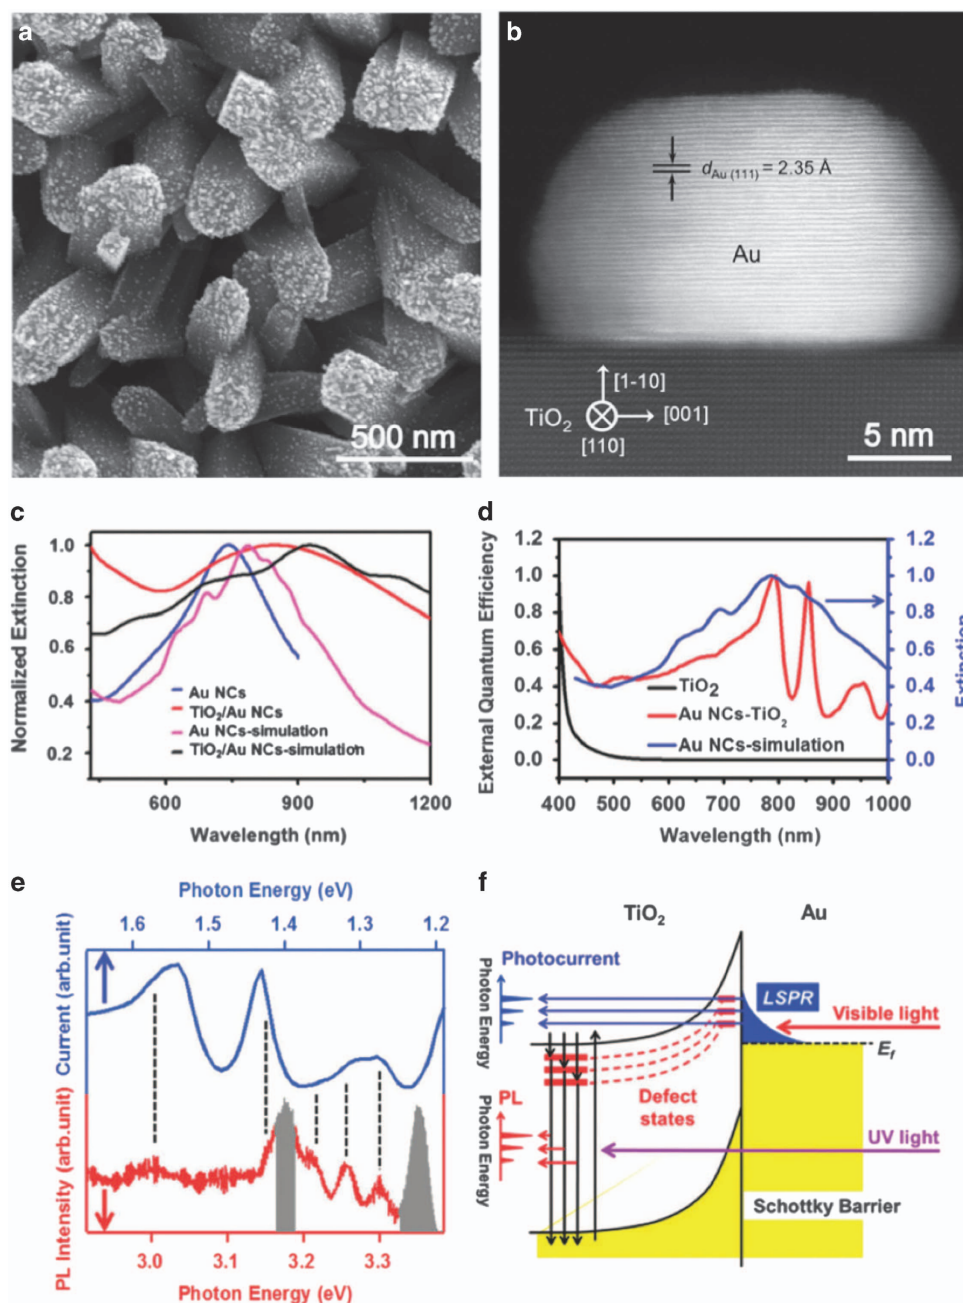 a
500 nm
b
d Au (111) = 2.35 Å
Au
[1-10]
TiO2
[001]
[110]
5 nm
c
Normalized Extinction
1.0
0.8
0.6
0.4
0.2
Au NCs
TiO2/Au NCs
Au NCs-simulation
TiO2/Au NCs-simulation
600
900
1200
Wavelength (nm)
d
External Quantum Efficiency
1.2
1.0
0.8
0.6
0.4
0.2
0.0
TiO2
Au NCs-TiO2
Au NCs-simulation
1.2
1.0
0.8
0.6
0.4
0.2
0.0
Extinction
400 500 600 700 800 900 1000
Wavelength (nm)
e
Photon Energy (eV)
1.6 1.5 1.4 1.3 1.2
Current (arb.unit)
PL Intensity (arb.unit)
3.0 3.1 3.2 3.3
Photon Energy (eV)
f
TiO2
Au
Photocurrent
Photon Energy
LSPR
Visible light
Ef
PL
Photon Energy
Defect
states
UV light
Schottky Barrier